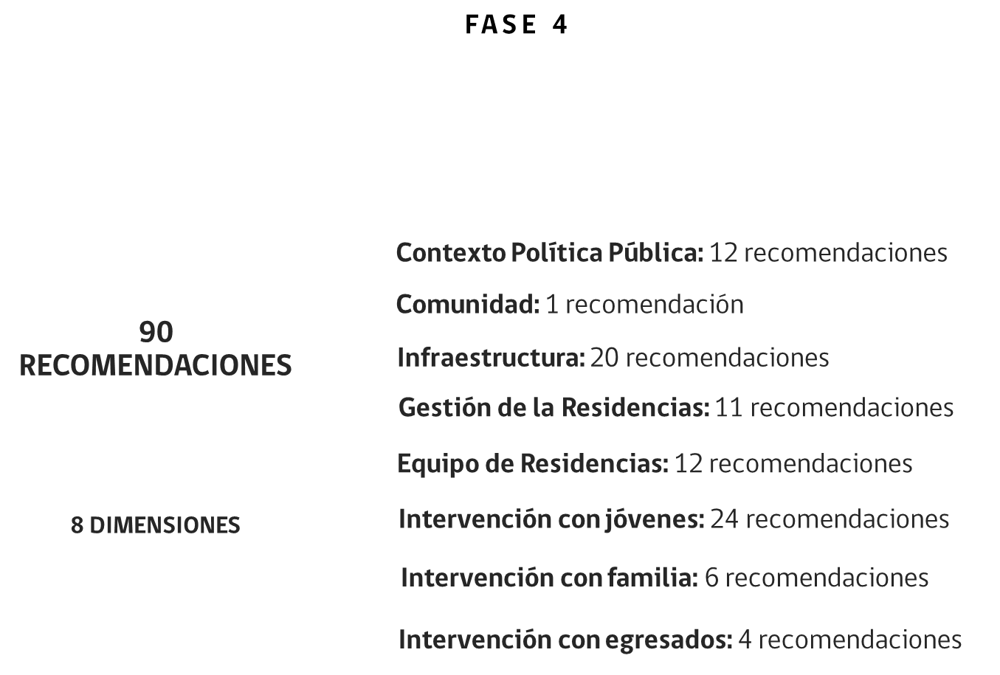 FASE 4
90
RECOMENDACIONES
8 DIMENSIONES
Contexto Política Pública: 12 recomendaciones
Comunidad: 1 recomendación
Infraestructura: 20 recomendaciones
Gestión de la Residencias: 11 recomendaciones
Equipo de Residencias: 12 recomendaciones
Intervención con jóvenes: 24 recomendaciones
Intervención con familia: 6 recomendaciones
Intervención con egresados: 4 recomendaciones